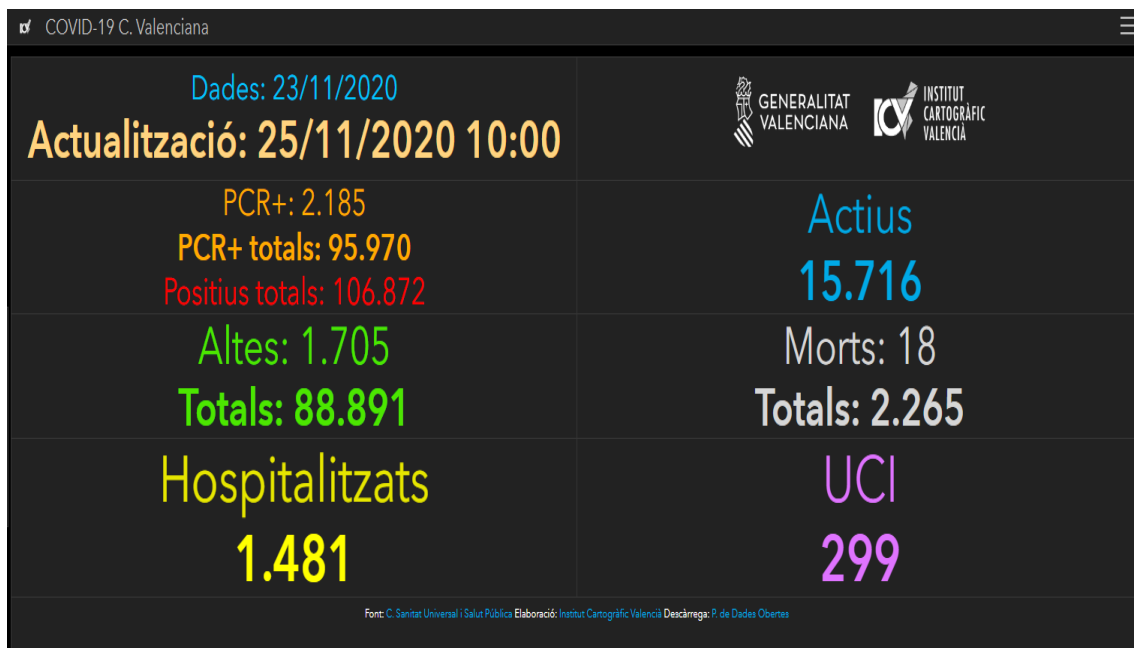 COVID-19 C. Valenciana
Dades: 23/11/2020
Actualització: 25/11/2020 10:00
GENERALITAT
VALENCIANA
INSTITUT
CARTOGRÀFIC
VALENCIÀ
PCR+: 2.185
PCR+ totals: 95.970
Positius totals: 106.872
Actius
15.716
Altes: 1.705
Totals: 88.891
Morts: 18
Totals: 2.265
Hospitalitzats
1.481
UCI
299
Font: C. Sanitat Universal i Salut Pública Elaboració: Institut Cartogràfic Valencià Descàrrega: P. de Dades Obertes